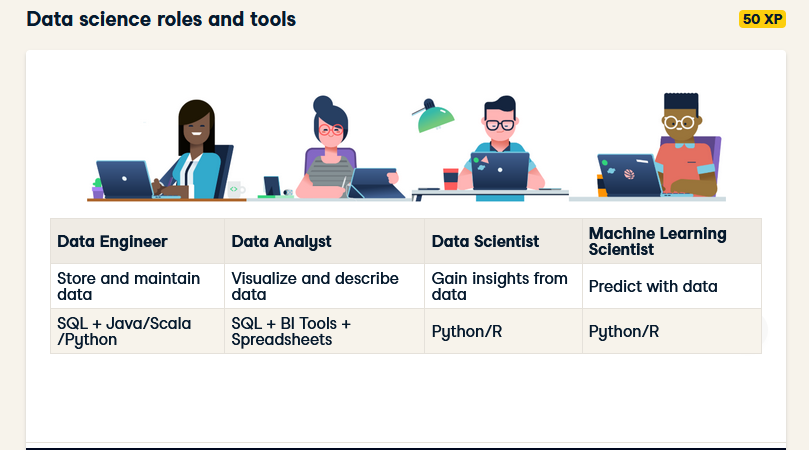 Data science roles and tools
50 XP
Data Engineer
Data Analyst
Data Scientist
Machine Learning
Scientist
Store and maintain
data
Visualize and describe
data
Gain insights from
data
Predict with data
SQL + Java/Scala
/Python
SQL + BI Tools +
Spreadsheets
Python/R
Python/R